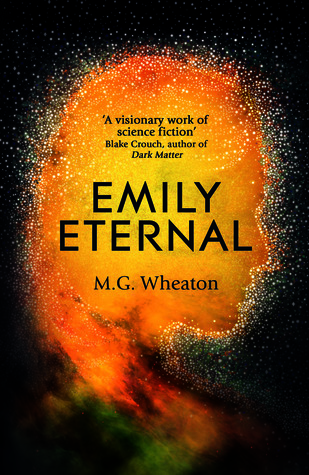 ‘A visionary work of
science fiction’
Blake Crouch, author of
Dark Matter
EMILY
ETERNAL
M.G. Wheaton